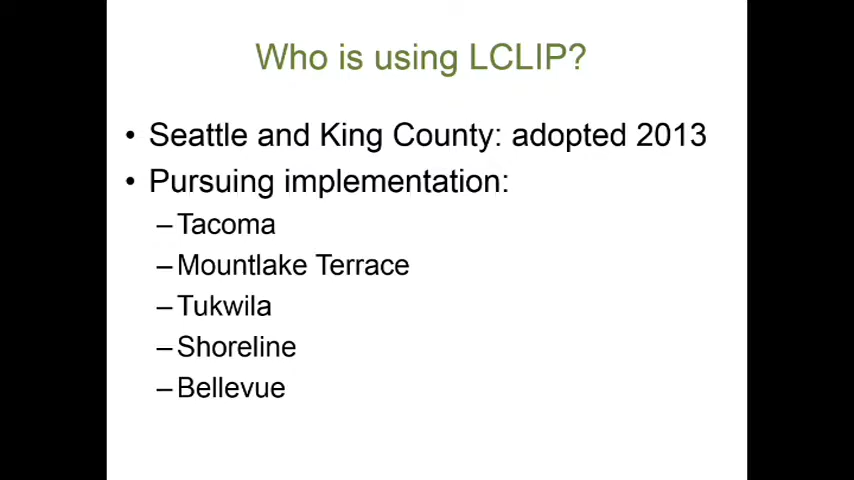 Who is using LCLIP?
• Seattle and King County: adopted 2013
• Pursuing implementation:
–Tacoma
–Mountlake Terrace
–Tukwila
–Shoreline
–Bellevue